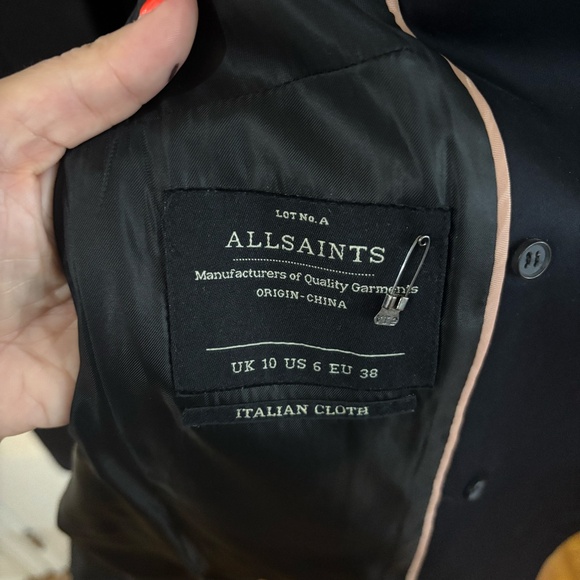 LOT NO. A
ALLSAINTS
Manufacturers of Quality Garments
ORIGIN-CHINA
UK 10 US 6 EU 38
ITALIAN CLOTH